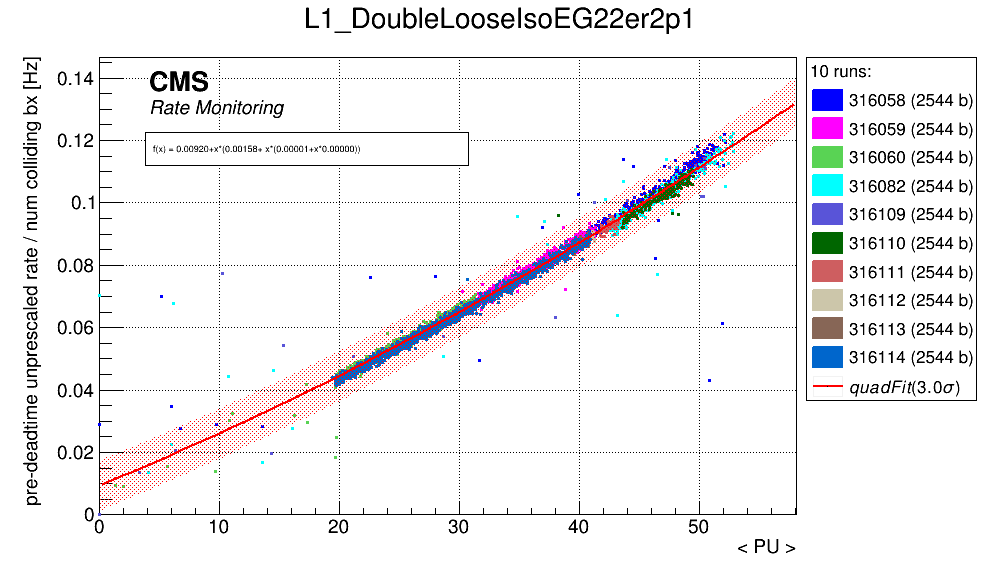 L1_DoubleLooseIsoEG22er2p1
pre-deadtime unprescaled rate / num colliding bx [Hz]
0.14
0.12
0.1
0.08
0.06
0.04
0.02
0
CMS
Rate Monitoring
f(x) = 0.00920+x*(0.00158+ x*(0.00001+x*0.00000))
0 10 20 30 40 50
< PU >
10 runs:
316058 (2544 b)
316059 (2544 b)
316060 (2544 b)
316082 (2544 b)
316109 (2544 b)
316110 (2544 b)
316111 (2544 b)
316112 (2544 b)
316113 (2544 b)
316114 (2544 b)
quadFit(3.0σ)